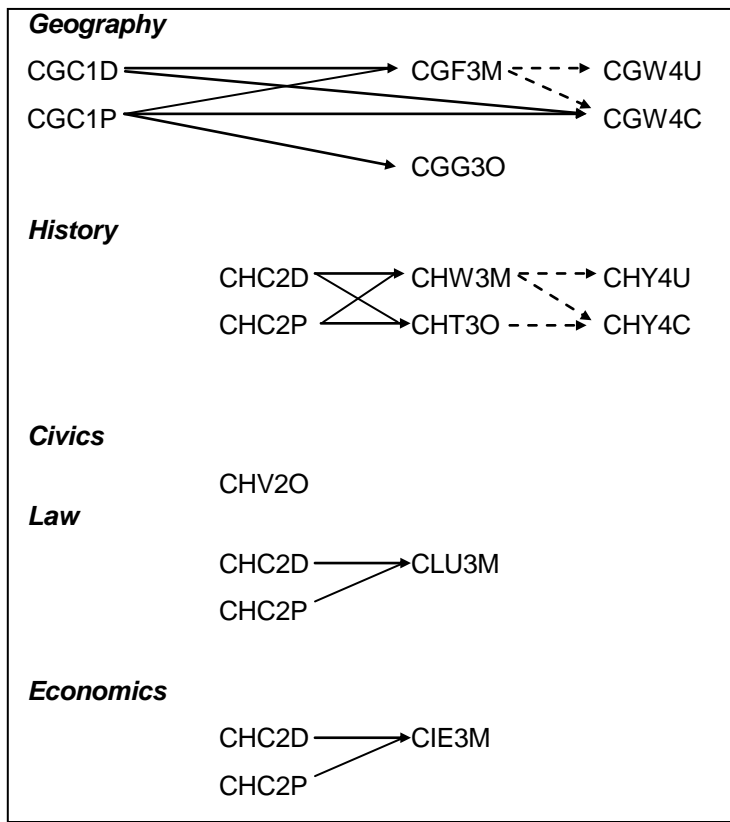 Geography
CGC1D CGF3M CGW4U
CGC1P CGW4C
CGG3O
History
CHC2D CHW3M CHY4U
CHC2P CHT3O CHY4C
Civics
CHV2O
Law
CHC2D CLU3M
CHC2P
Economics
CHC2D CIE3M
CHC2P